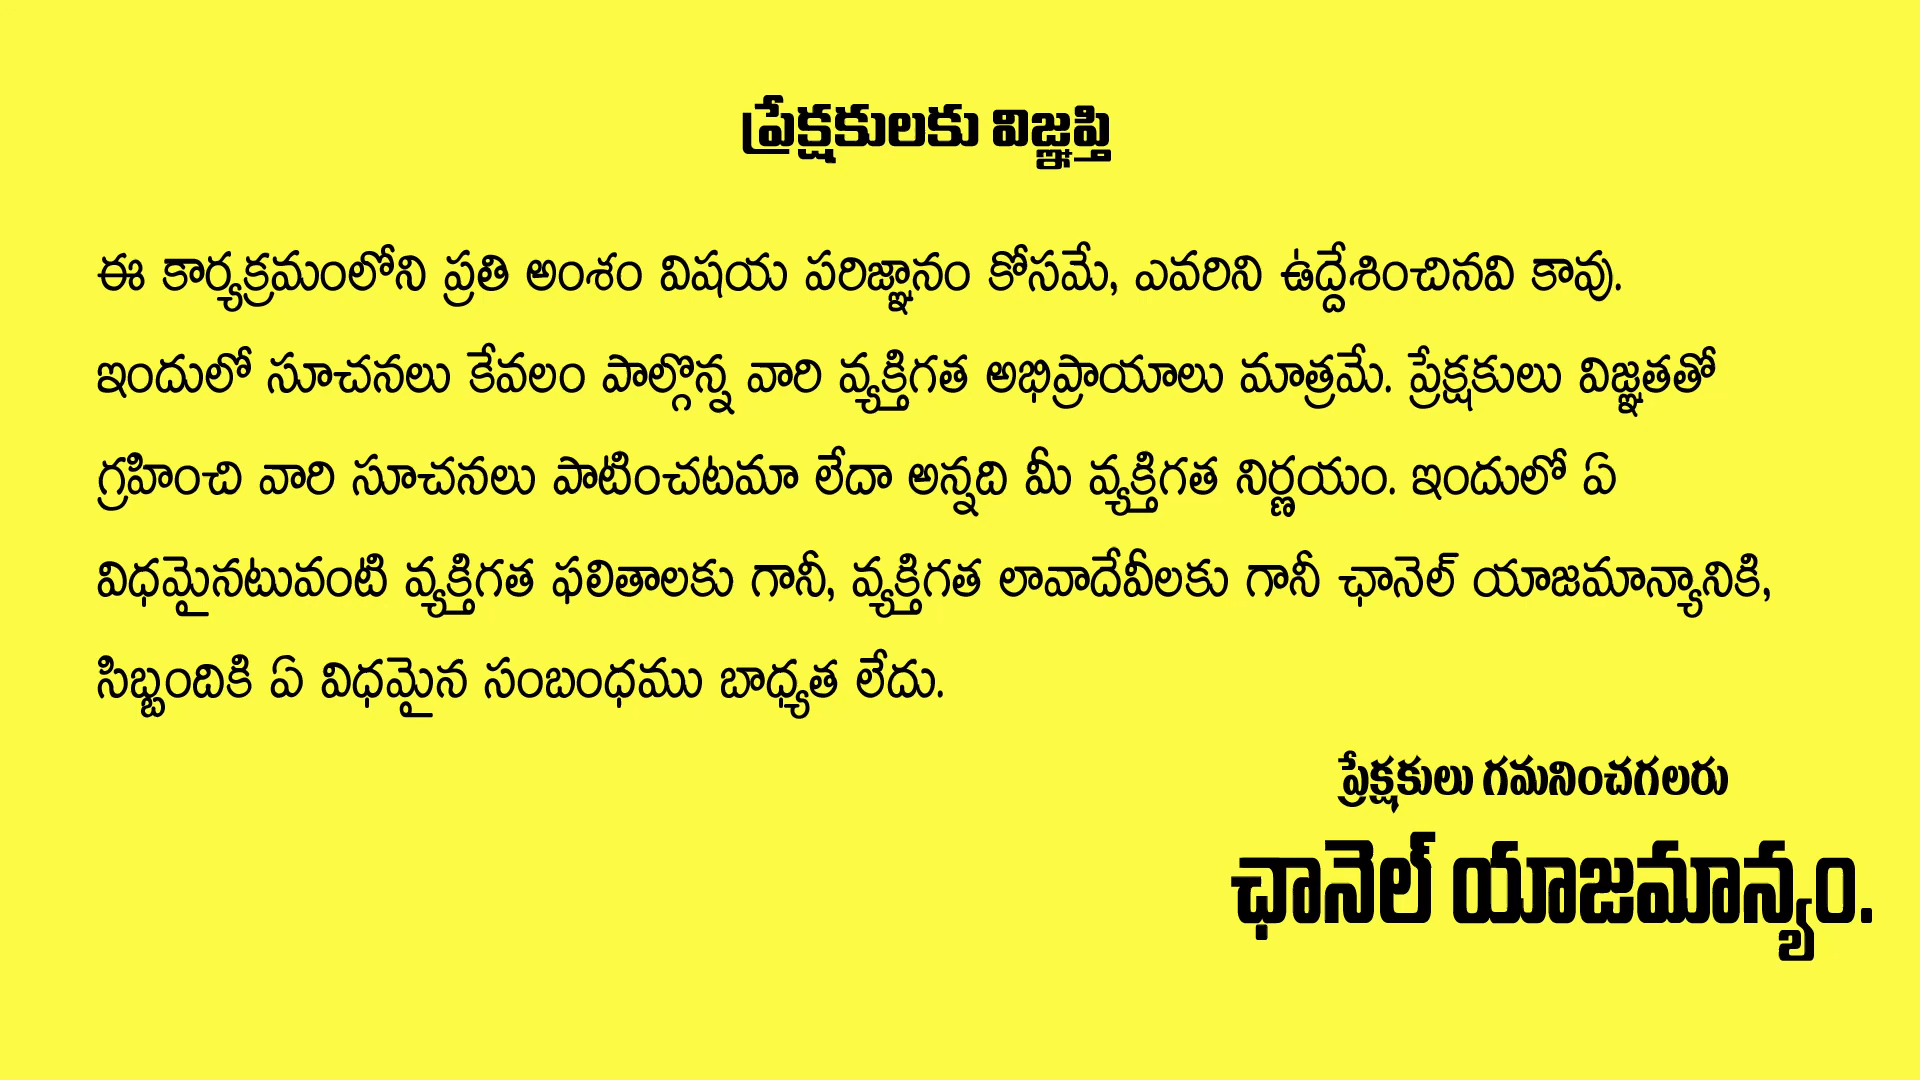 ప్రేక్షకులకు విజ్ఞప్తి
ఈ కార్యక్రమంలోని ప్రతి అంశం విషయ పరిజ్ఞానం కోసమే, ఎవరిని ఉద్దేశించినవి కావు.
ఇందులో సూచనలు కేవలం పాల్గొన్న వారి వ్యక్తిగత అభిప్రాయాలు మాత్రమే. ప్రేక్షకులు విజ్ఞతతో
గ్రహించి వారి సూచనలు పాటించటమా లేదా అన్నది మీ వ్యక్తిగత నిర్ణయం. ఇందులో ఏ
విధమైనటువంటి వ్యక్తిగత ఫలితాలకు గానీ, వ్యక్తిగత లావాదేవీలకు గానీ ఛానెల్ యాజమాన్యానికి,
సిబ్బందికి ఏ విధమైన సంబంధము బాధ్యత లేదు.
ప్రేక్షకులు గమనించగలరు
ఛానెల్ యాజమాన్యం.